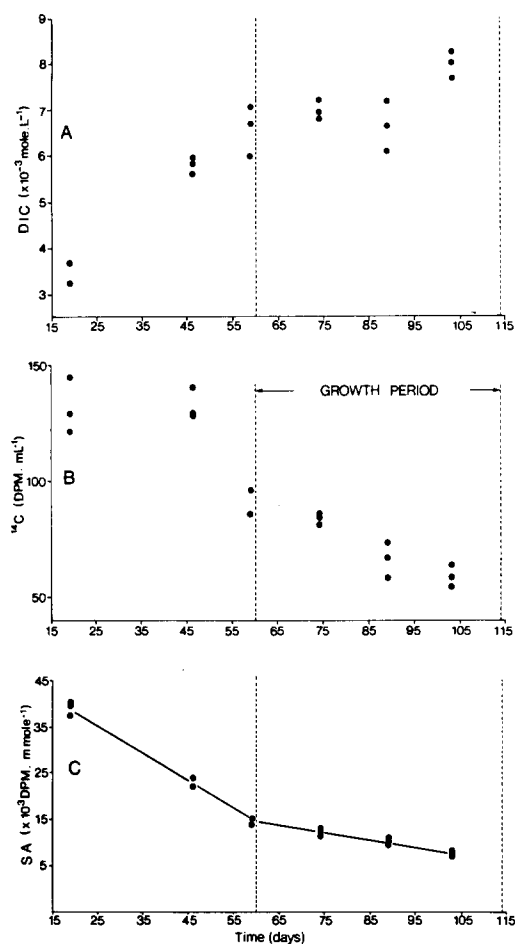 9
8
7
6
5
4
3
A
DIC (x10⁻³ mole.L⁻¹)
15 25 35 45 55 65 75 85 95 105 115
150
100
50
GROWTH PERIOD
B
¹⁴C (DPM.mL⁻¹)
15 25 35 45 55 65 75 85 95 105 115
45
35
25
15
5
C
SA (x10³DPM.mmole⁻¹)
15 25 35 45 55 65 75 85 95 105 115
Time (days)